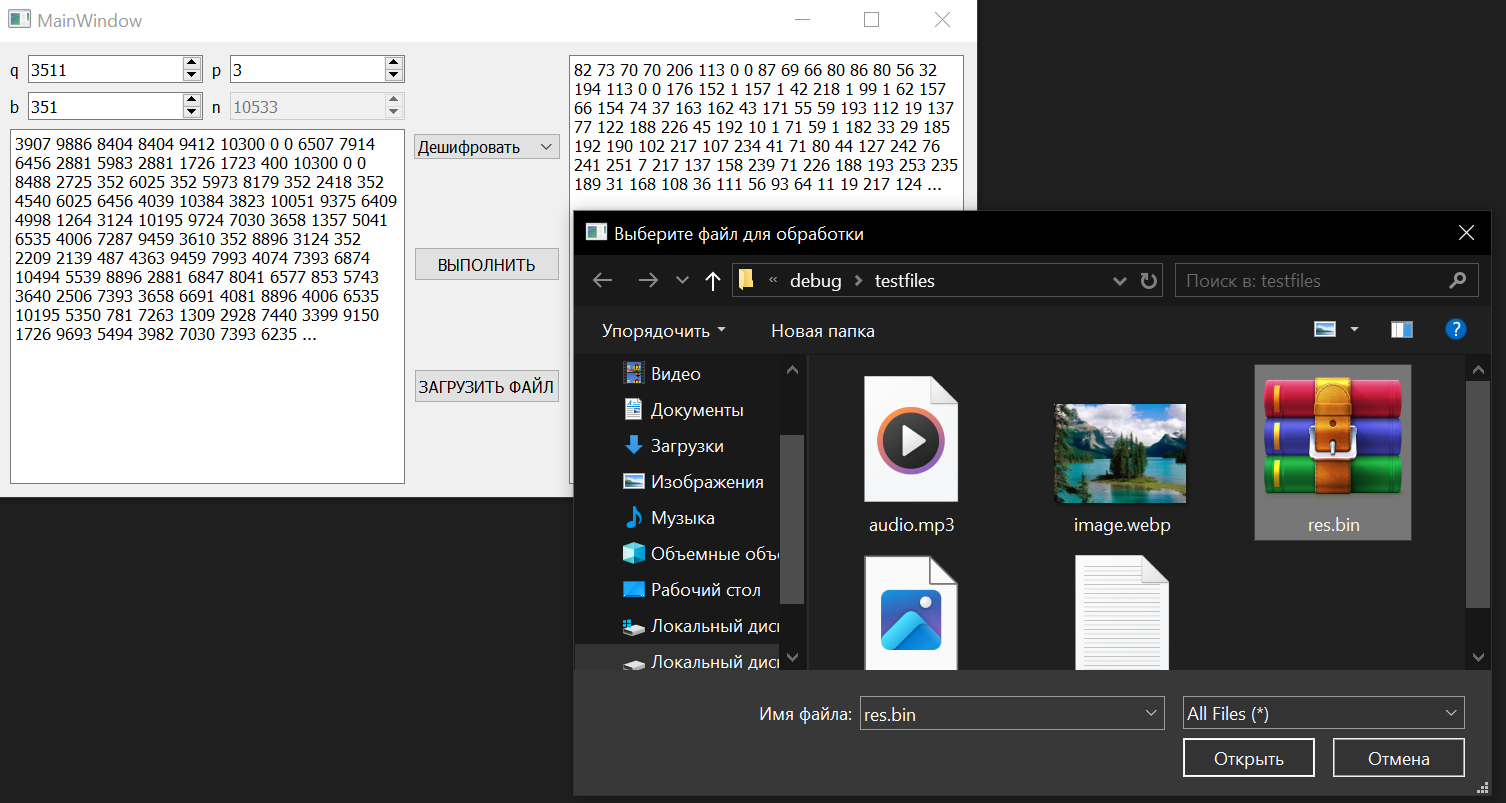 MainWindow
q 3511 p 3
b 351 n 10533
3907 9886 8404 8404 9412 10300 0 0 6507 7914
6456 2881 5983 2881 1726 1723 400 10300 0 0
8488 2725 352 6025 352 5973 8179 352 2418 352
4540 6025 6456 4039 10384 3823 10051 9375 6409
4998 1264 3124 10195 9724 7030 3658 1357 5041
6535 4006 7287 9459 3610 352 8896 3124 352
2209 2139 487 4363 9459 7993 4074 7393 6874
10494 5539 8896 2881 6847 8041 6577 853 5743
3640 2506 7393 3658 6691 4081 8896 4006 6535
10195 5350 781 7263 1309 2928 7440 3399 9150
1726 9693 5494 3982 7030 7393 6235 ...
Дешифровать
ВЫПОЛНИТЬ
ЗАГРУЗИТЬ ФАЙЛ
82 73 70 70 206 113 0 0 87 69 66 80 86 80 56 32
194 113 0 0 176 152 1 157 1 42 218 1 99 1 62 157
66 154 74 37 163 162 43 171 55 59 193 112 19 137
77 122 188 226 45 192 10 1 71 59 1 182 33 29 185
192 190 102 217 107 234 41 71 80 44 127 242 76
241 251 7 217 137 158 239 71 226 188 193 253 235
189 31 168 108 36 111 56 93 64 11 19 217 124 ...
Выберите файл для обработки
« debug › testfiles
Поиск в: testfiles
Упорядочить
Новая папка
?
Видео
Документы
Загрузки
Изображения
Музыка
Объемные объе
Рабочий стол
Локальный диск
Локальный диск
audio.mp3
image.webp
res.bin
Имя файла:
res.bin
All Files (*)
Открыть
Отмена